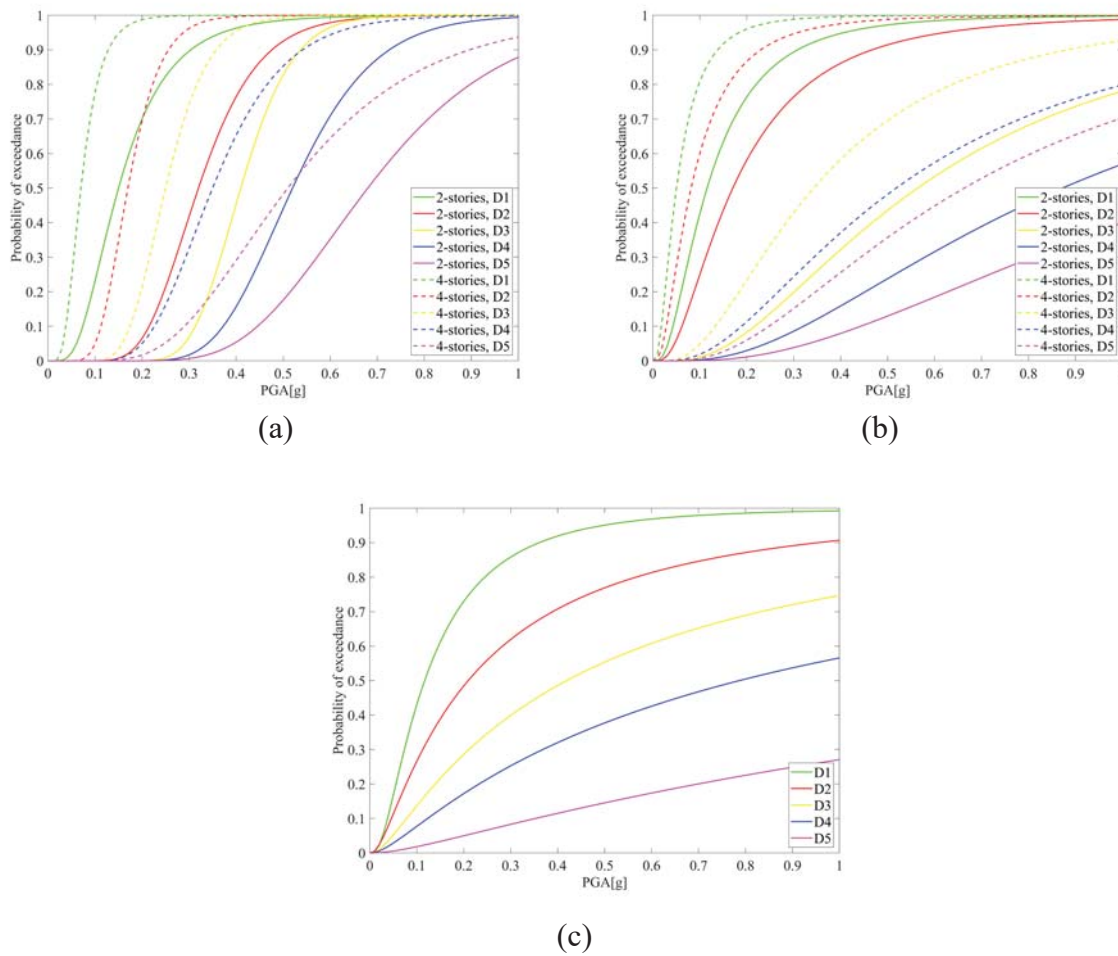 1
0.9
0.8
0.7
0.6
0.5
0.4
0.3
0.2
0.1
0
Probability of exceedance
0 0.1 0.2 0.3 0.4 0.5 0.6 0.7 0.8 0.9 1
PGA[g]
2-stories, D1
2-stories, D2
2-stories, D3
2-stories, D4
2-stories, D5
4-stories, D1
4-stories, D2
4-stories, D3
4-stories, D4
4-stories, D5
(a)
1
0.9
0.8
0.7
0.6
0.5
0.4
0.3
0.2
0.1
0
Probability of exceedance
0 0.1 0.2 0.3 0.4 0.5 0.6 0.7 0.8 0.9
PGA[g]
2-stories, D1
2-stories, D2
2-stories, D3
2-stories, D4
2-stories, D5
4-stories, D1
4-stories, D2
4-stories, D3
4-stories, D4
4-stories, D5
(b)
1
0.9
0.8
0.7
0.6
0.5
0.4
0.3
0.2
0.1
0
Probability of exceedance
0 0.1 0.2 0.3 0.4 0.5 0.6 0.7 0.8 0.9 1
PGA[g]
D1
D2
D3
D4
D5
(c)